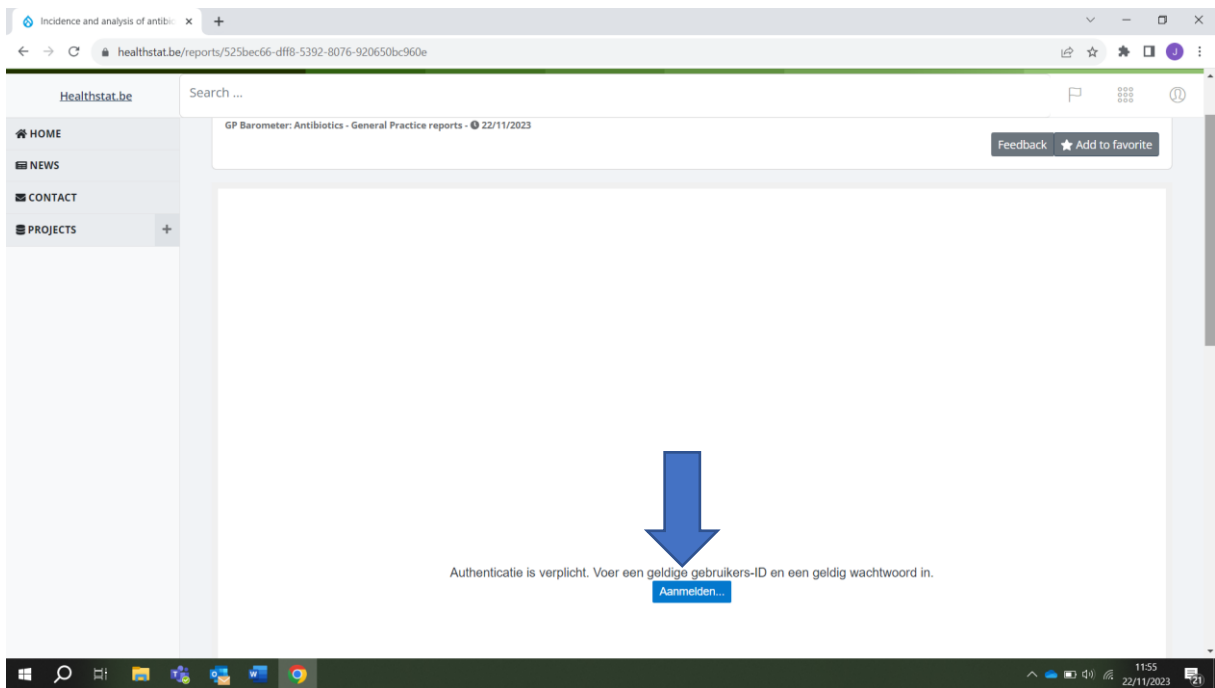 Incidence and analysis of antibio
healthstat.be/reports/525bec66-dff8-5392-8076-920650bc960e
J
Healthstat.be
Search ...
HOME
NEWS
CONTACT
PROJECTS
GP Barometer: Antibiotics - General Practice reports - 22/11/2023
Feedback
Add to favorite
Authenticatie is verplicht. Voer een geldige gebruikers-ID en een geldig wachtwoord in.
Aanmelden...
11:55
22/11/2023
21